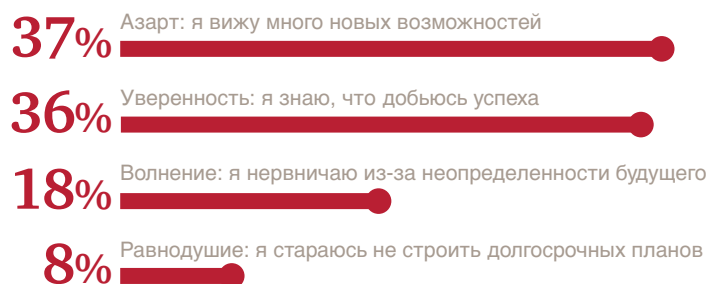 37% Азарт: я вижу много новых возможностей
36% Уверенность: я знаю, что добьюсь успеха
18% Волнение: я нервничаю из-за неопределенности будущего
8% Равнодушие: я стараюсь не строить долгосрочных планов